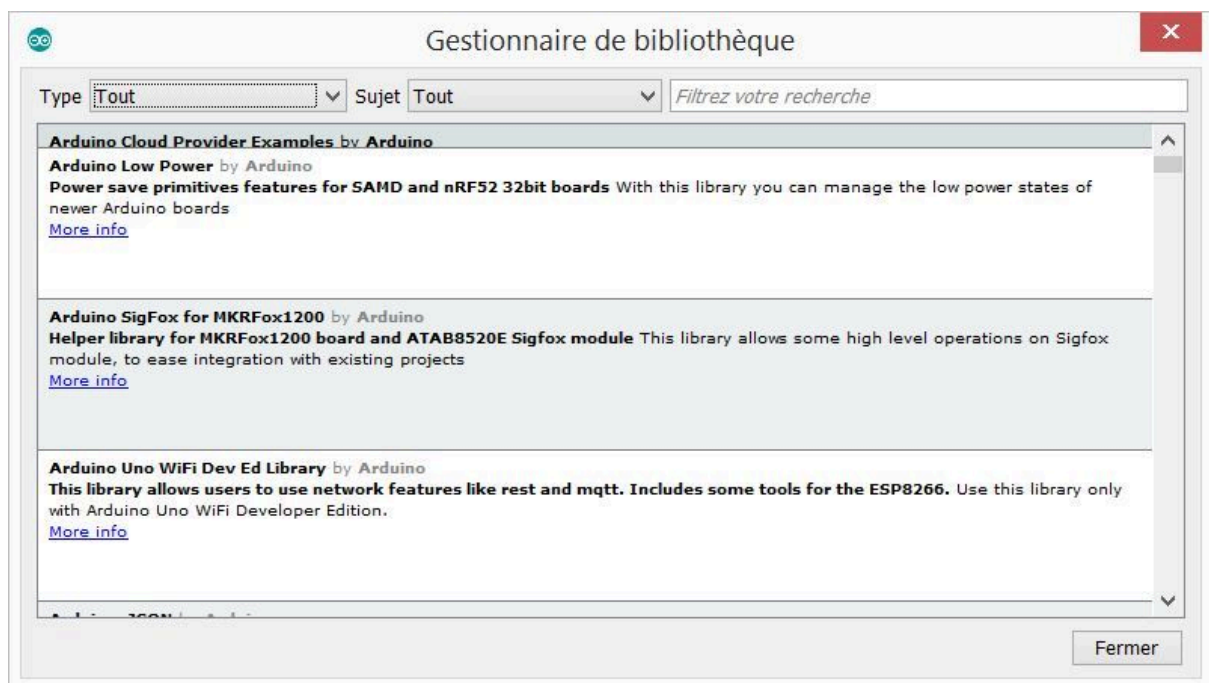 Gestionnaire de bibliothèque
Type Tout Sujet Tout Filtrez votre recherche
Arduino Cloud Provider Examples by Arduino
Arduino Low Power by Arduino
Power save primitives features for SAMD and nRF52 32bit boards With this library you can manage the low power states of
newer Arduino boards
More info
Arduino SigFox for MKRFox1200 by Arduino
Helper library for MKRFox1200 board and ATAB8520E Sigfox module This library allows some high level operations on Sigfox
module, to ease integration with existing projects
More info
Arduino Uno WiFi Dev Ed Library by Arduino
This library allows users to use network features like rest and mqtt. Includes some tools for the ESP8266. Use this library only
with Arduino Uno WiFi Developer Edition.
More info
Fermer